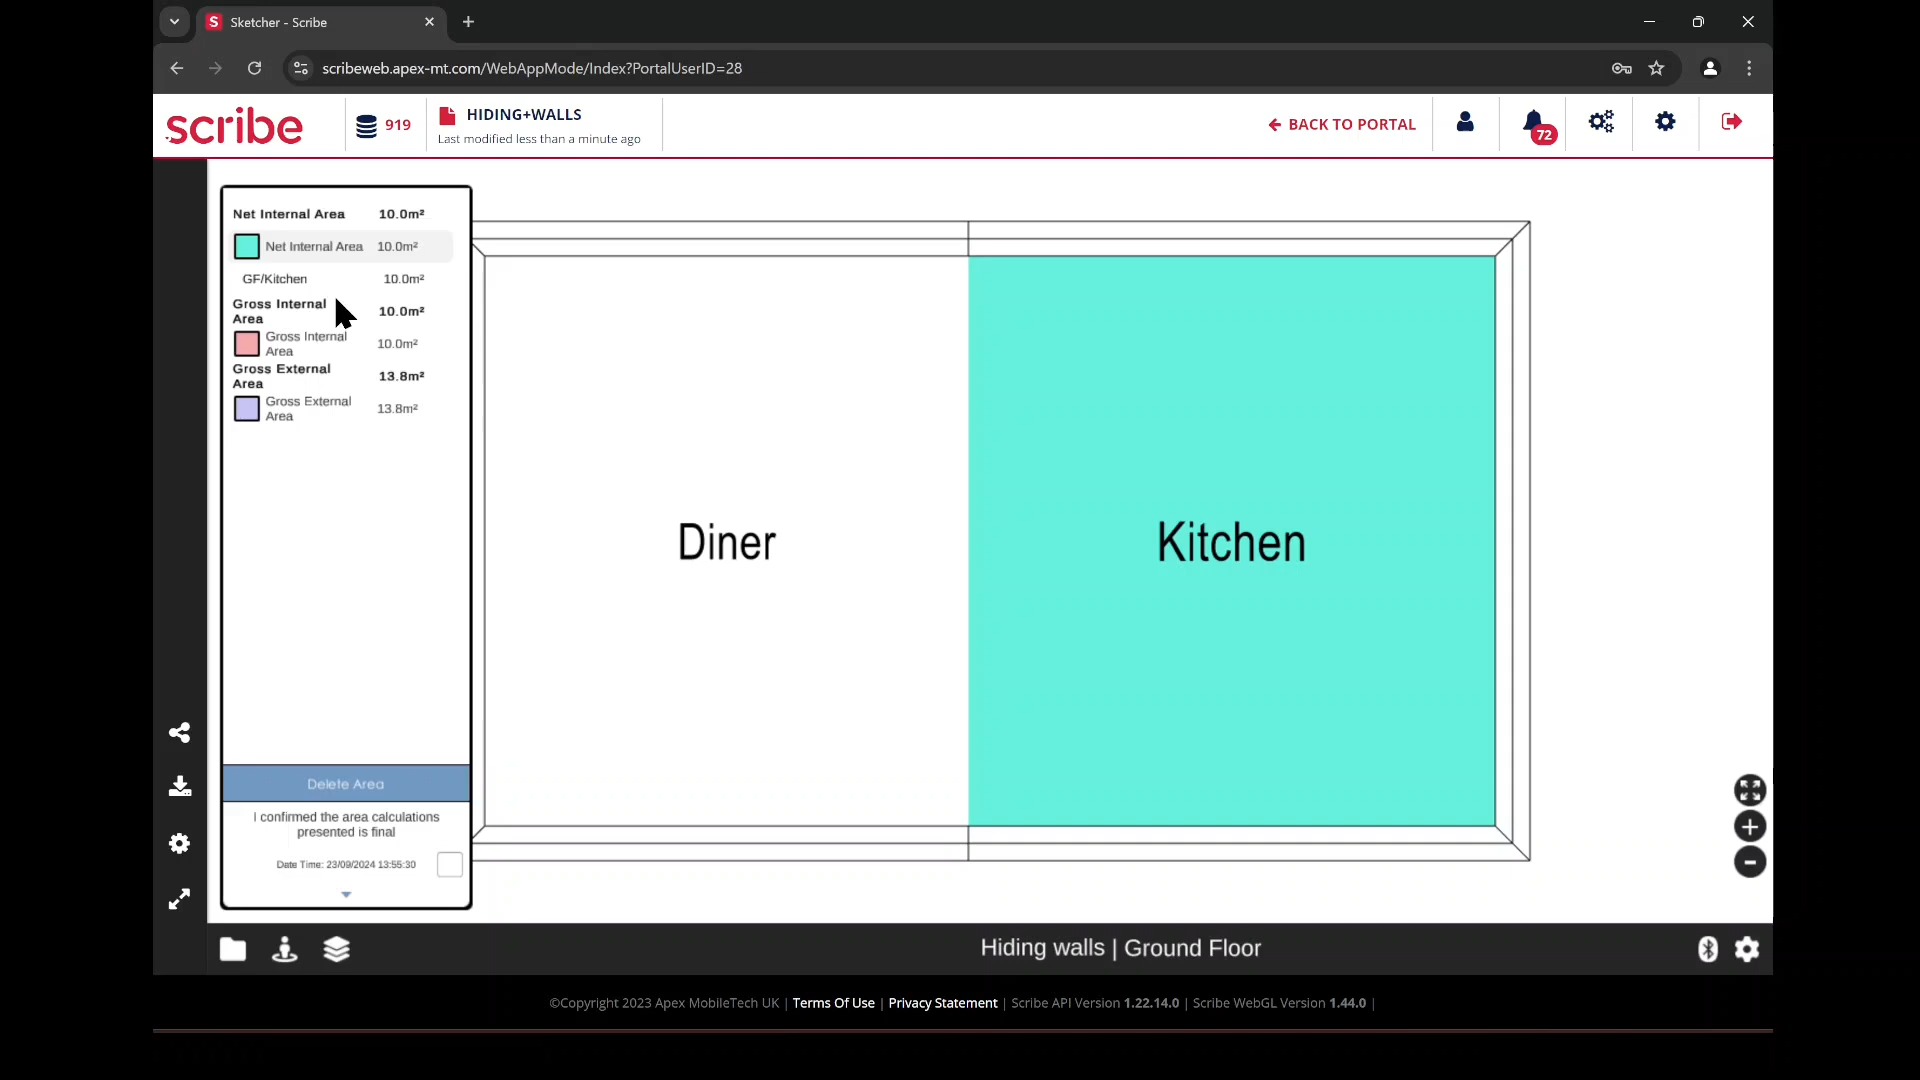 S Sketcher - Scribe
scribeweb.apex-mt.com/WebAppMode/Index?PortalUserID=28
scribe
919
HIDING+WALLS
Last modified less than a minute ago
BACK TO PORTAL
72
Net Internal Area 10.0m²
Net Internal Area 10.0m²
GF/Kitchen 10.0m²
Gross Internal
Area 10.0m²
Gross Internal
Area 10.0m²
Gross External
Area 13.8m²
Gross External
Area 13.8m²
Diner
Kitchen
Delete Area
I confirmed the area calculations
presented is final
Date Time: 23/09/2024 13:55:30
Hiding walls | Ground Floor
©Copyright 2023 Apex MobileTech UK | Terms Of Use | Privacy Statement | Scribe API Version 1.22.14.0 | Scribe WebGL Version 1.44.0 |